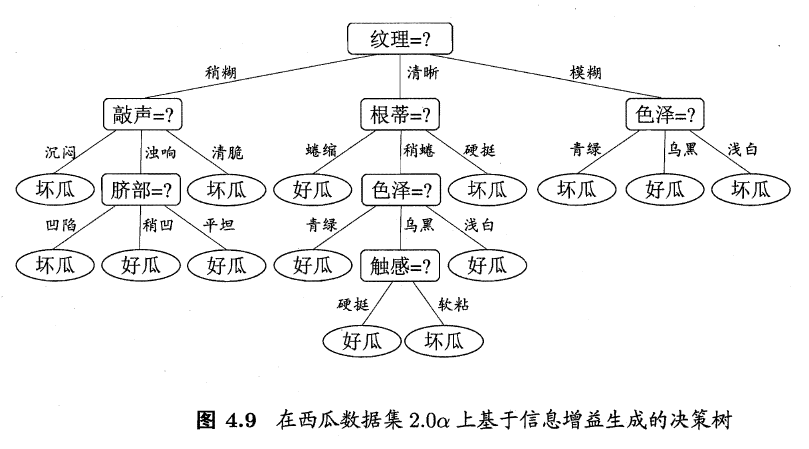 纹理=?
稍糊 清晰 模糊
敲声=? 根蒂=? 色泽=?
沉闷 浊响 清脆 蜷缩 稍蜷 硬挺 青绿 乌黑 浅白
坏瓜 脐部=? 坏瓜 好瓜 色泽=? 坏瓜 坏瓜 好瓜 坏瓜
凹陷 稍凹 平坦 青绿 乌黑 浅白
坏瓜 好瓜 好瓜 好瓜 触感=? 好瓜
硬挺 软粘
好瓜 坏瓜
图 4.9 在西瓜数据集 2.0α 上基于信息增益生成的决策树